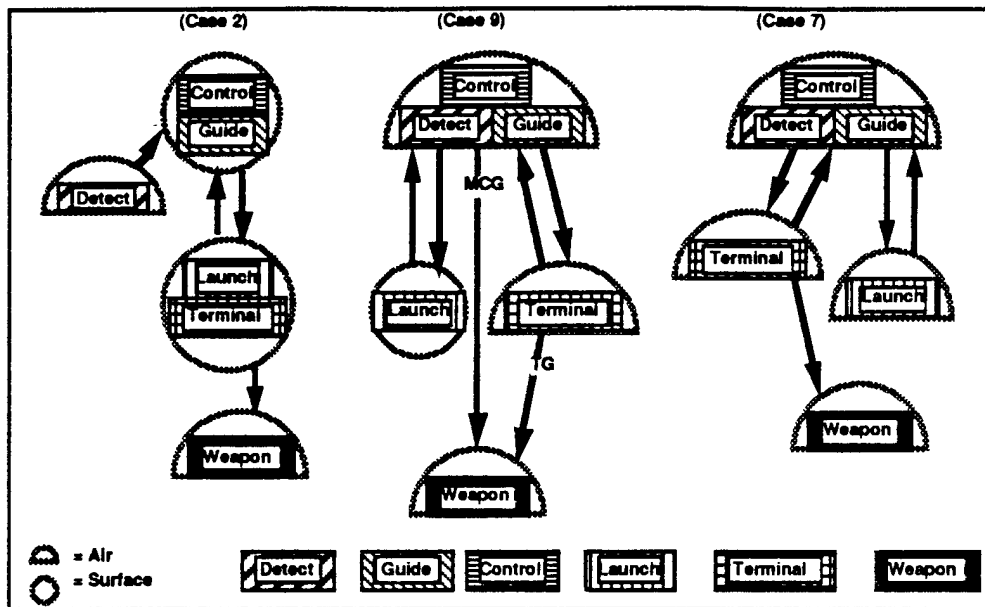 (Case 2) (Case 9) (Case 7)
Control Control Control
Guide Detect Guide Detect Guide
Detect
MCG
Launch Launch Terminal Terminal Launch
Terminal
TG
Weapon Weapon Weapon
= Air
= Surface
Detect Guide Control Launch Terminal Weapon